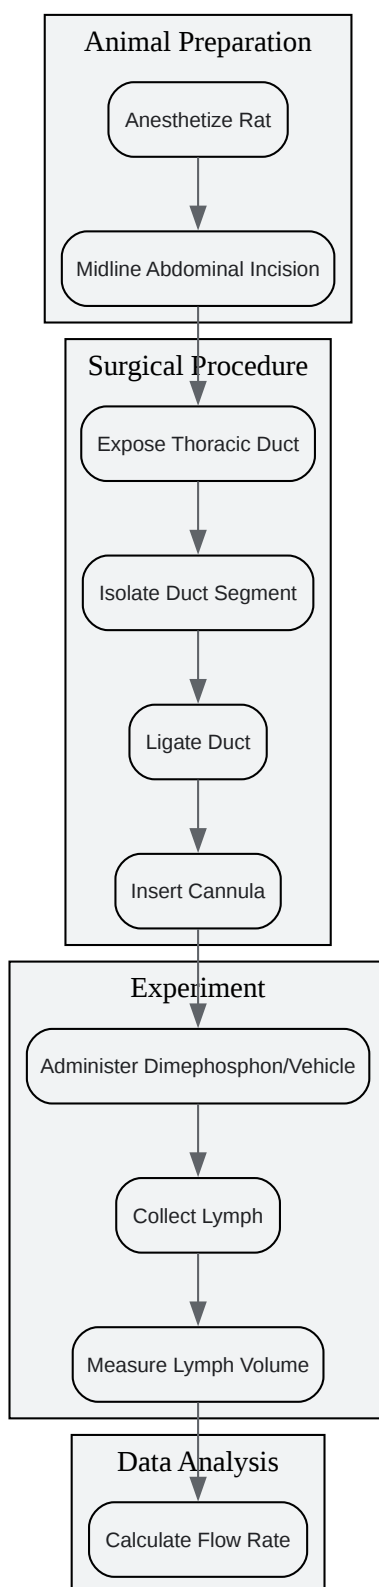 Animal Preparation
Anesthetize Rat
Midline Abdominal Incision
Surgical Procedure
Expose Thoracic Duct
Isolate Duct Segment
Ligate Duct
Insert Cannula
Experiment
Administer Dimephosphon/Vehicle
Collect Lymph
Measure Lymph Volume
Data Analysis
Calculate Flow Rate